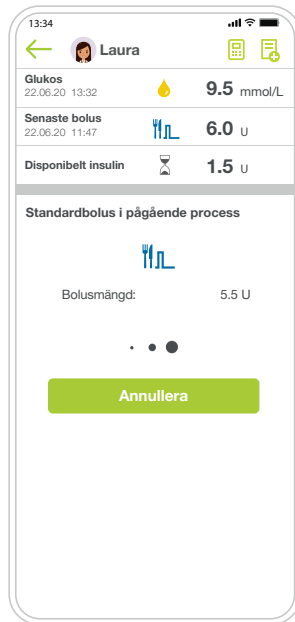 13:34
Laura
Glukos
22.06.20 13:32
9.5 mmol/L
Senaste bolus
22.06.20 11:47
6.0 U
Disponibelt insulin
1.5 U
Standardbolus i pågående process
Bolusmängd: 5.5 U
Annullera